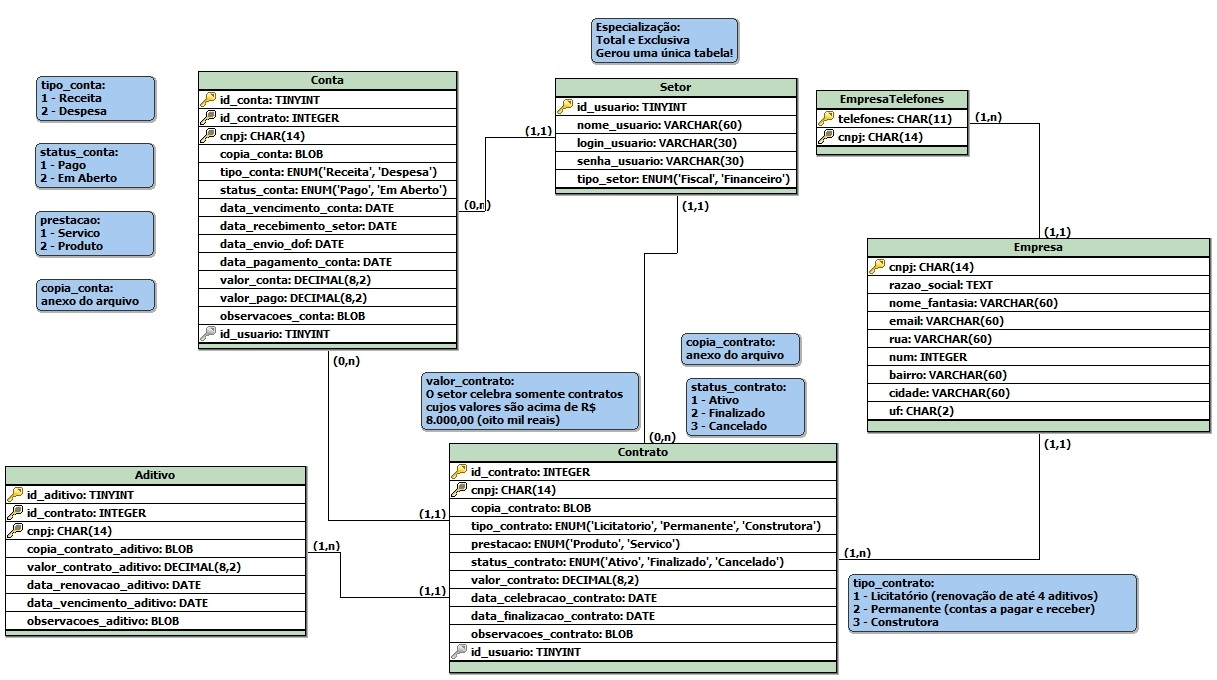 Especialização:
Total e Exclusiva
Gerou uma única tabela!
tipo_conta:
1 - Receita
2 - Despesa
status_conta:
1 - Pago
2 - Em Aberto
prestacao:
1 - Servico
2 - Produto
copia_conta:
anexo do arquivo
Conta
id_conta: TINYINT
id_contrato: INTEGER
cnpj: CHAR(14)
copia_conta: BLOB
tipo_conta: ENUM('Receita', 'Despesa')
status_conta: ENUM('Pago', 'Em Aberto')
data_vencimento_conta: DATE
data_recebimento_setor: DATE
data_envio_dof: DATE
data_pagamento_conta: DATE
valor_conta: DECIMAL(8,2)
valor_pago: DECIMAL(8,2)
observacoes_conta: BLOB
id_usuario: TINYINT
(0,n)
(1,1)
(0,n)
Setor
id_usuario: TINYINT
nome_usuario: VARCHAR(60)
login_usuario: VARCHAR(30)
senha_usuario: VARCHAR(30)
tipo_setor: ENUM('Fiscal', 'Financeiro')
(1,1)
EmpresaTelefones
telefones: CHAR(11)
cnpj: CHAR(14)
(1,n)
(1,1)
Empresa
cnpj: CHAR(14)
razao_social: TEXT
nome_fantasia: VARCHAR(60)
email: VARCHAR(60)
rua: VARCHAR(60)
num: INTEGER
bairro: VARCHAR(60)
cidade: VARCHAR(60)
uf: CHAR(2)
(1,1)
copia_contrato:
anexo do arquivo
valor_contrato:
O setor celebra somente contratos
cujos valores são acima de R$
8.000,00 (oito mil reais)
status_contrato:
1 - Ativo
2 - Finalizado
3 - Cancelado
(0,n)
Contrato
id_contrato: INTEGER
cnpj: CHAR(14)
copia_contrato: BLOB
tipo_contrato: ENUM('Licitatorio', 'Permanente', 'Construtora')
prestacao: ENUM('Produto', 'Servico')
status_contrato: ENUM('Ativo', 'Finalizado', 'Cancelado')
valor_contrato: DECIMAL(8,2)
data_celebracao_contrato: DATE
data_finalizacao_contrato: DATE
observacoes_contrato: BLOB
id_usuario: TINYINT
(1,1)
(1,1)
(1,n)
Aditivo
id_aditivo: TINYINT
id_contrato: INTEGER
cnpj: CHAR(14)
copia_contrato_aditivo: BLOB
valor_contrato_aditivo: DECIMAL(8,2)
data_renovacao_aditivo: DATE
data_vencimento_aditivo: DATE
observacoes_aditivo: BLOB
(1,n)
tipo_contrato:
1 - Licitatório (renovação de até 4 aditivos)
2 - Permanente (contas a pagar e receber)
3 - Construtora